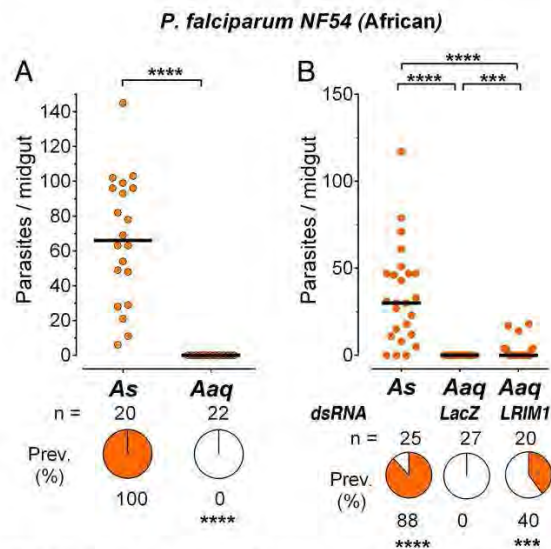 P. falciparum NF54 (African)
A
****
Parasites / midgut
140
120
100
80
60
40
20
0
As Aaq
n = 20 22
Prev.
(%)
100 0
****
B
****
**** ***
Parasites / midgut
150
100
50
0
As Aaq Aaq
dsRNA LacZ LRIM1
n = 25 27 20
Prev.
(%)
88 0 40
**** ***